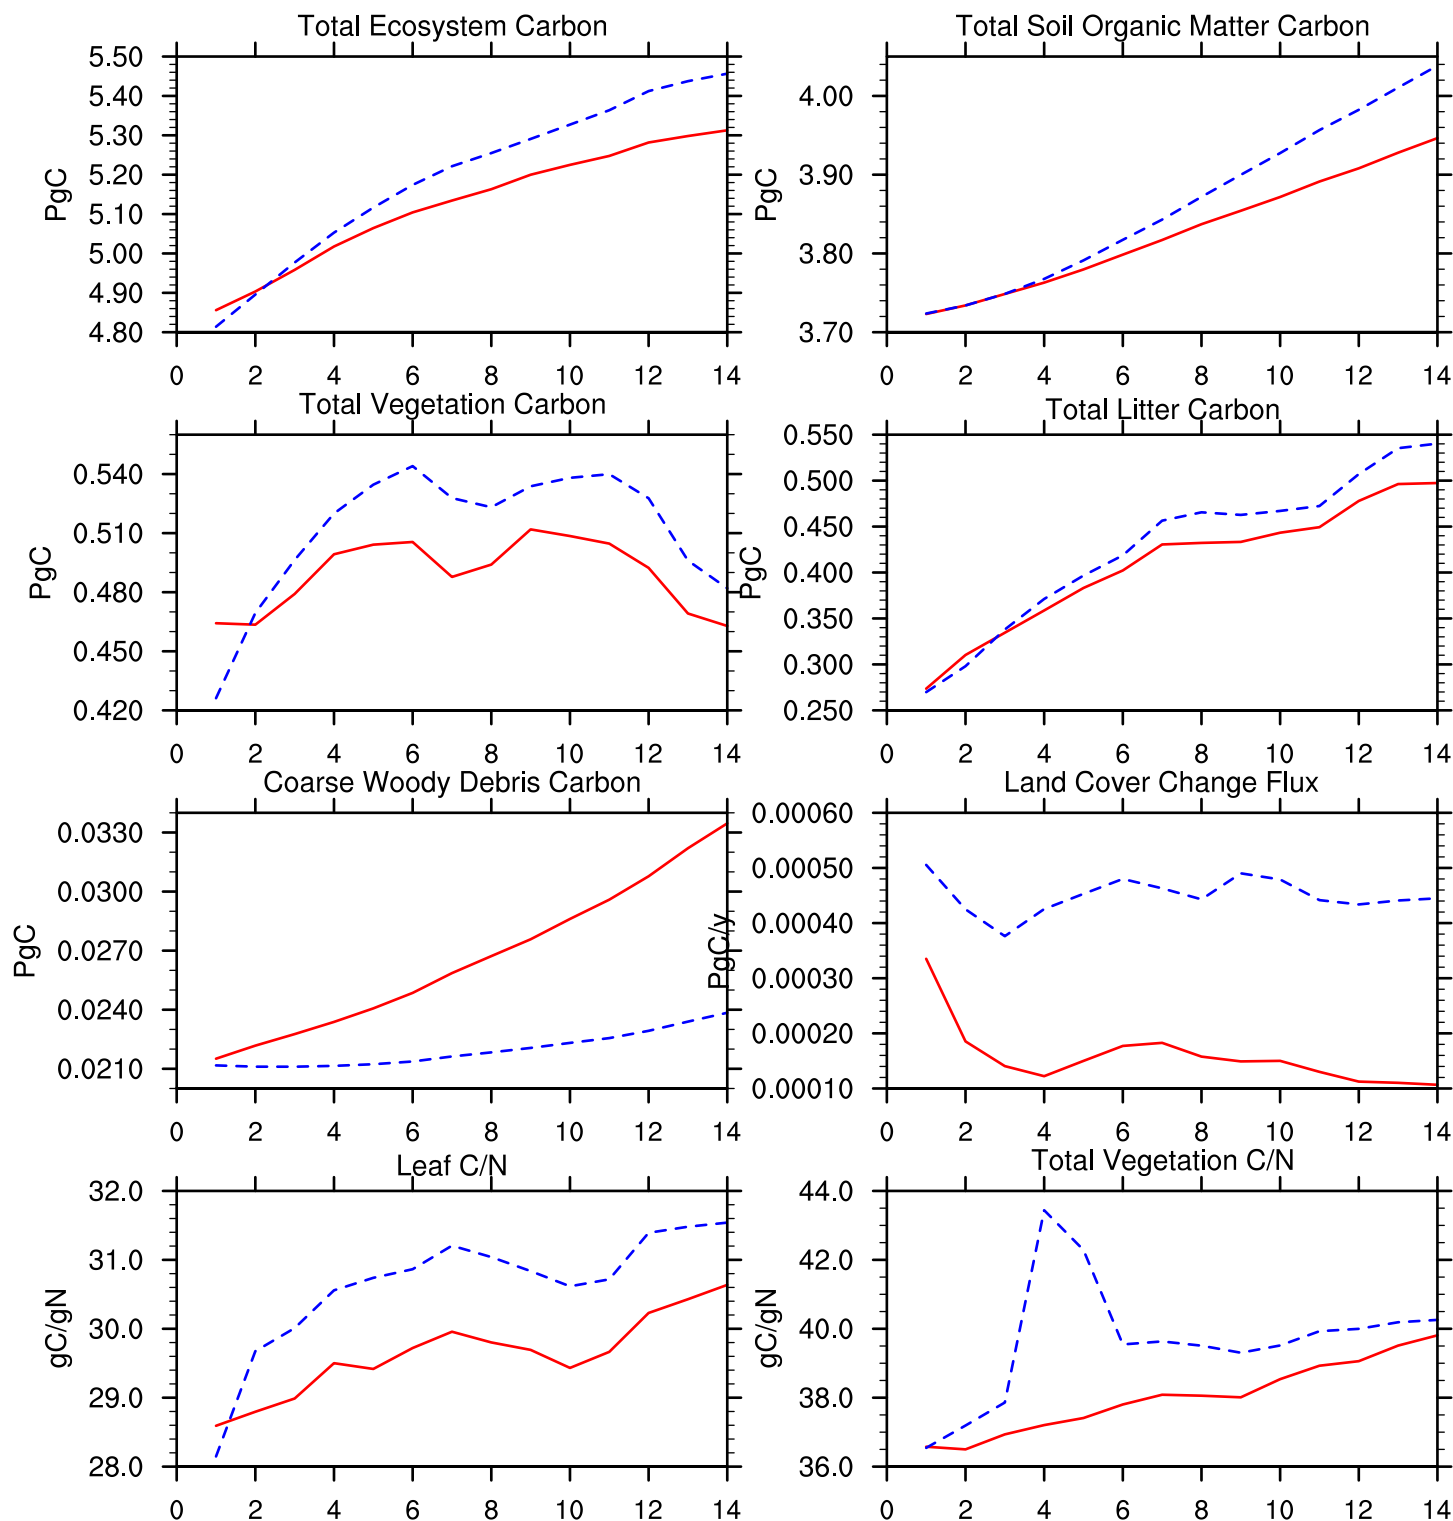 Total Ecosystem Carbon
PgC
5.50
5.40
5.30
5.20
5.10
5.00
4.90
4.80
0 2 4 6 8 10 12 14
Total Soil Organic Matter Carbon
PgC
4.00
3.90
3.80
3.70
0 2 4 6 8 10 12 14
Total Vegetation Carbon
PgC
0.540
0.510
0.480
0.450
0.420
0 2 4 6 8 10 12 14
Total Litter Carbon
PgC
0.550
0.500
0.450
0.400
0.350
0.300
0.250
0 2 4 6 8 10 12 14
Coarse Woody Debris Carbon
PgC
0.0330
0.0300
0.0270
0.0240
0.0210
0 2 4 6 8 10 12 14
Land Cover Change Flux
PgC/y
0.00060
0.00050
0.00040
0.00030
0.00020
0.00010
0 2 4 6 8 10 12 14
Leaf C/N
gC/gN
32.0
31.0
30.0
29.0
28.0
0 2 4 6 8 10 12 14
Total Vegetation C/N
gC/gN
44.0
42.0
40.0
38.0
36.0
0 2 4 6 8 10 12 14